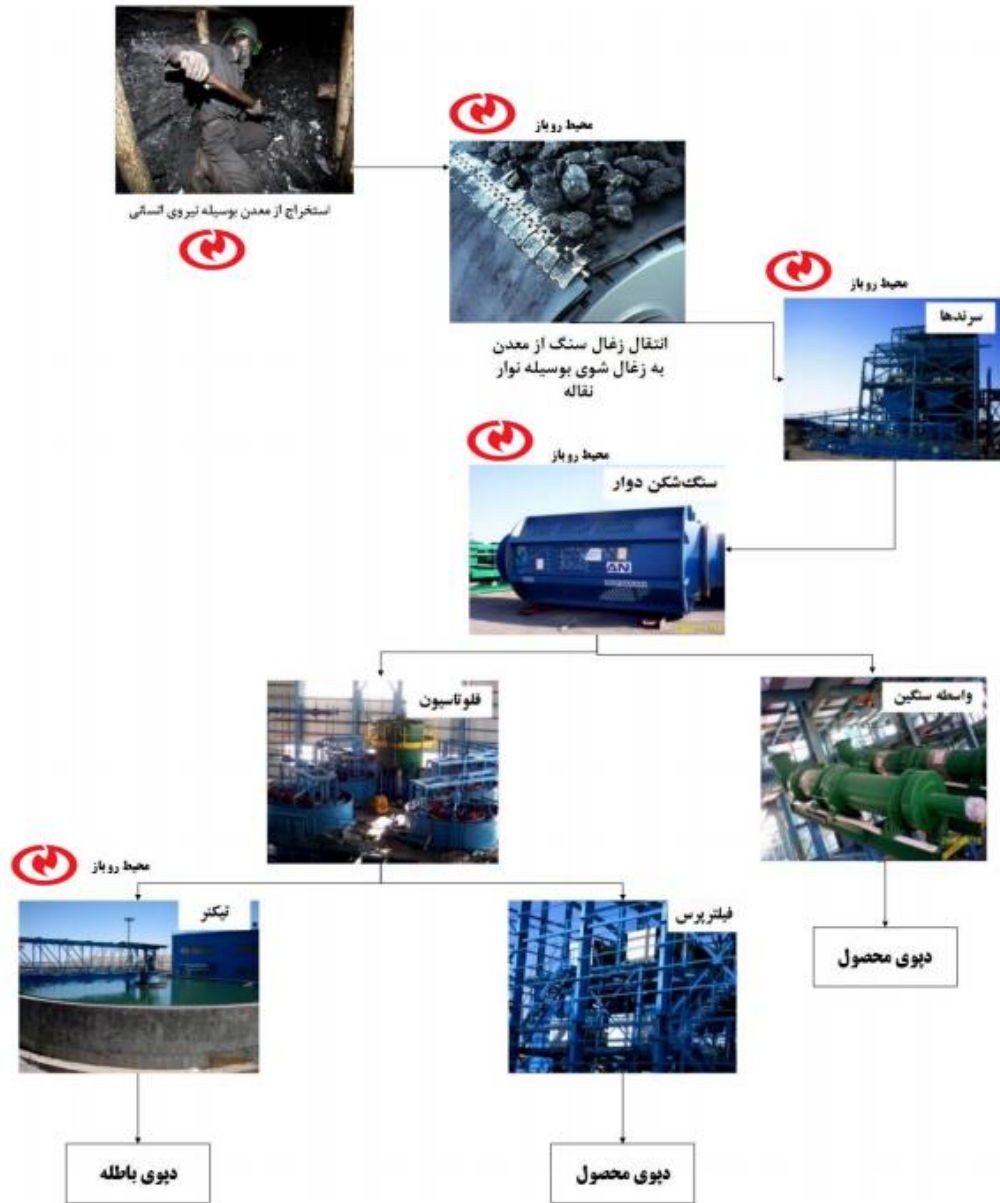 استخراج از معدن بوسیله نیروی انسانی
محیط روباز
انتقال زغال سنگ از معدن
به زغال شوی بوسیله نوار
نقاله
محیط روباز
سرندها
محیط روباز
سنگ‌شکن دوار
AN
فلوتاسیون
واسطه سنگین
محیط روباز
تیکنر
فیلترپرس
دپوی محصول
دپوی باطله
دپوی محصول